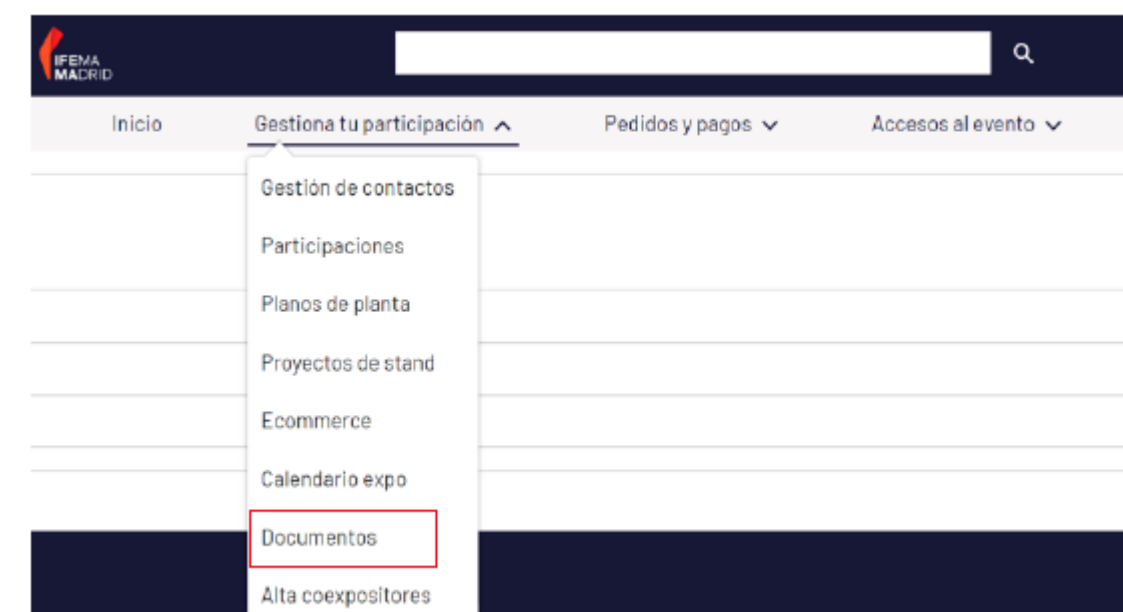 IFEMA
MADRID
Inicio Gestiona tu participación Pedidos y pagos Accesos al evento
Gestión de contactos
Participaciones
Planos de planta
Proyectos de stand
Ecommerce
Calendario expo
Documentos
Alta coexpositores